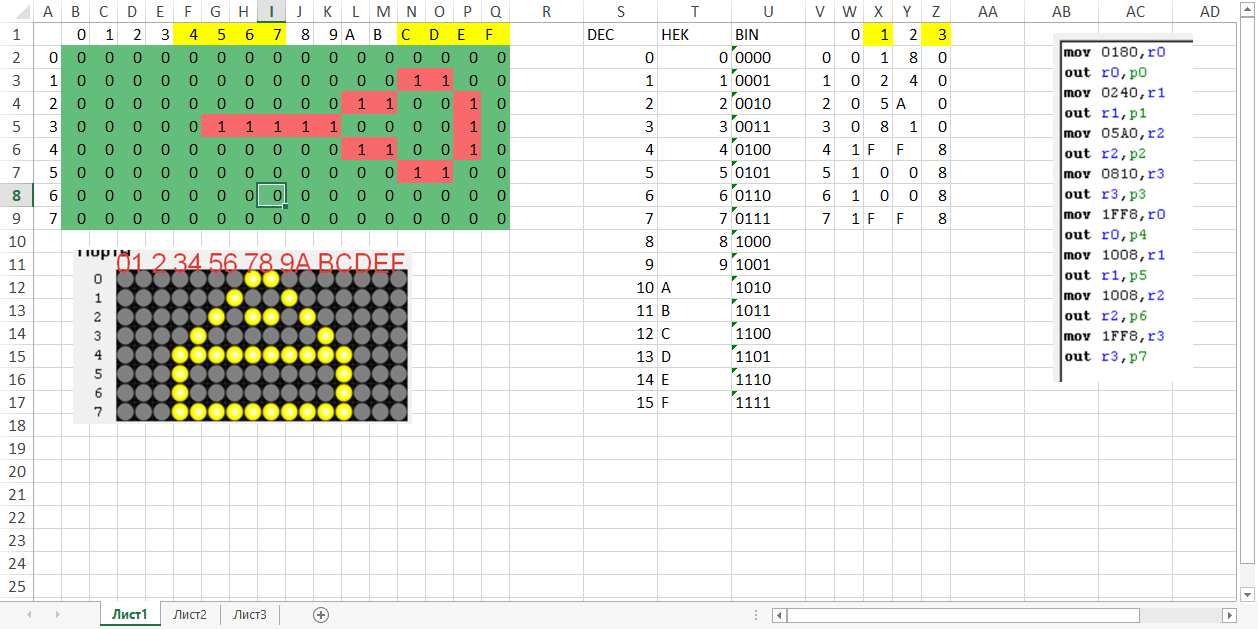 A B C D E F G H I J K L M N O P Q R S T U V W X Y Z AA AB AC AD
1 0 1 2 3 4 5 6 7 8 9 A B C D E F DEC HEK BIN 0 1 2 3
2 0 0 0 0 0 0 0 0 0 0 0 0 0 0 0 0 0 0 0 0000 0 0 1 8 0
3 1 0 0 0 0 0 0 0 0 0 0 0 0 1 1 0 0 1 1 0001 1 0 2 4 0
4 2 0 0 0 0 0 0 0 0 0 0 1 1 0 0 1 0 2 2 0010 2 0 5 A 0
5 3 0 0 0 0 0 1 1 1 1 1 0 0 0 0 1 0 3 3 0011 3 0 8 1 0
6 4 0 0 0 0 0 0 0 0 0 0 1 1 0 0 1 0 4 4 0100 4 1 F F 8
7 5 0 0 0 0 0 0 0 0 0 0 0 0 1 1 0 0 5 5 0101 5 1 0 0 8
8 6 0 0 0 0 0 0 0 0 0 0 0 0 0 0 0 0 6 6 0110 6 1 0 0 8
9 7 0 0 0 0 0 0 0 0 0 0 0 0 0 0 0 0 7 7 0111 7 1 F F 8
10 8 8 1000
11 9 9 1001
12 10 A 1010
13 11 B 1011
14 12 C 1100
15 13 D 1101
16 14 E 1110
17 15 F 1111
18
19
20
21
22
23
24
25
Порты
01 2 34 56 78 9A BCDEF
0
1
2
3
4
5
6
7
mov 0180,r0
out r0,p0
mov 0240,r1
out r1,p1
mov 05A0,r2
out r2,p2
mov 0810,r3
out r3,p3
mov 1FF8,r0
out r0,p4
mov 1008,r1
out r1,p5
mov 1008,r2
out r2,p6
mov 1FF8,r3
out r3,p7
Лист1 Лист2 Лист3